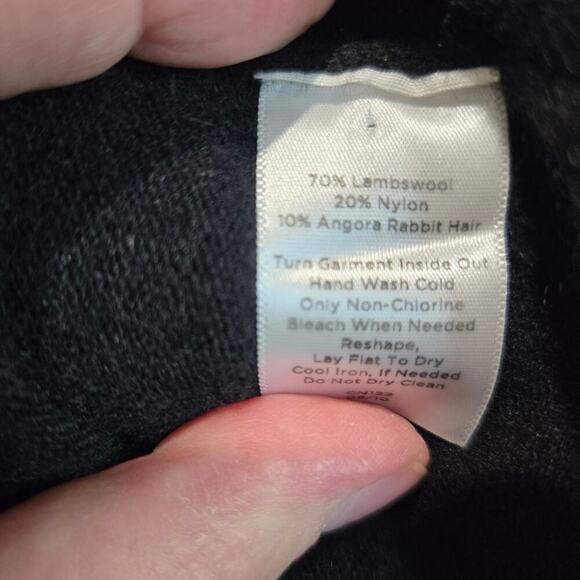 70% Lambswool
20% Nylon
10% Angora Rabbit Hair
Turn Garment Inside Out
Hand Wash Cold
Only Non-Chlorine
Bleach When Needed
Reshape,
Lay Flat To Dry
Cool Iron, If Needed
Do Not Dry Clean